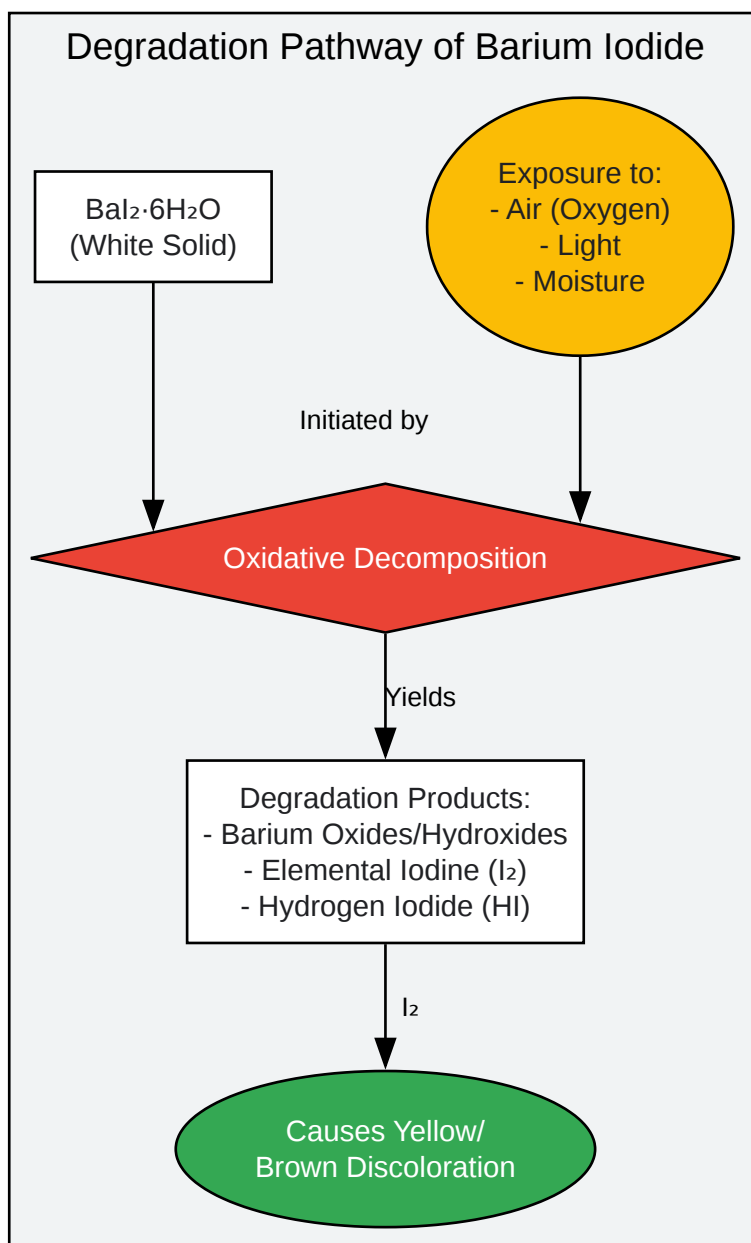 Degradation Pathway of Barium Iodide
BaI₂·6H₂O
(White Solid)
Exposure to:
- Air (Oxygen)
- Light
- Moisture
Initiated by
Oxidative Decomposition
Yields
Degradation Products:
- Barium Oxides/Hydroxides
- Elemental Iodine (I₂)
- Hydrogen Iodide (HI)
I₂
Causes Yellow/
Brown Discoloration